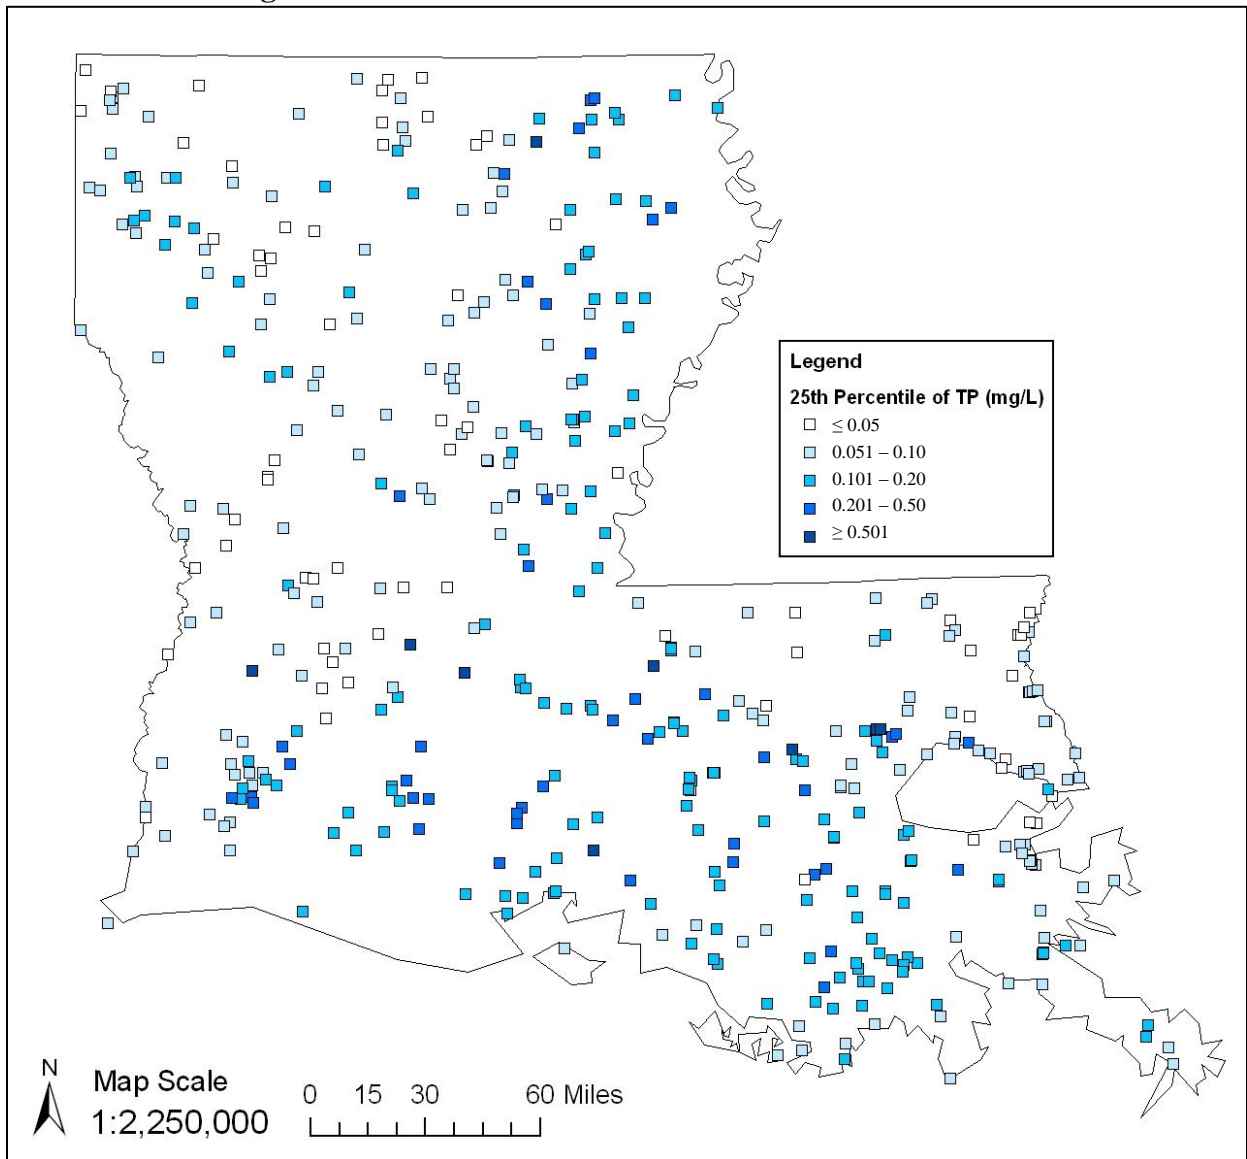 Legend
25th Percentile of TP (mg/L)
≤ 0.05
0.051 – 0.10
0.101 – 0.20
0.201 – 0.50
≥ 0.501
N
Map Scale
1:2,250,000
0 15 30 60 Miles